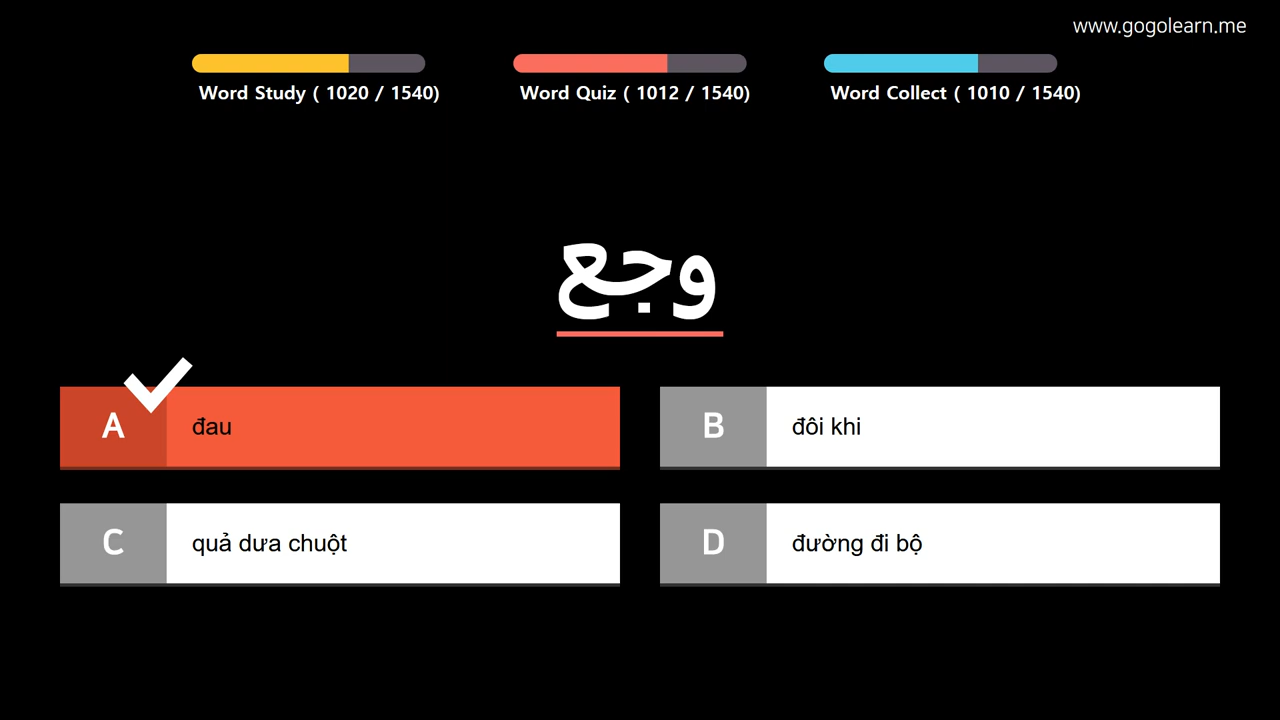 www.gogolearn.me
Word Study ( 1020 / 1540)
Word Quiz ( 1012 / 1540)
Word Collect ( 1010 / 1540)
وجع
A
đau
B
đôi khi
C
quả dưa chuột
D
đường đi bộ